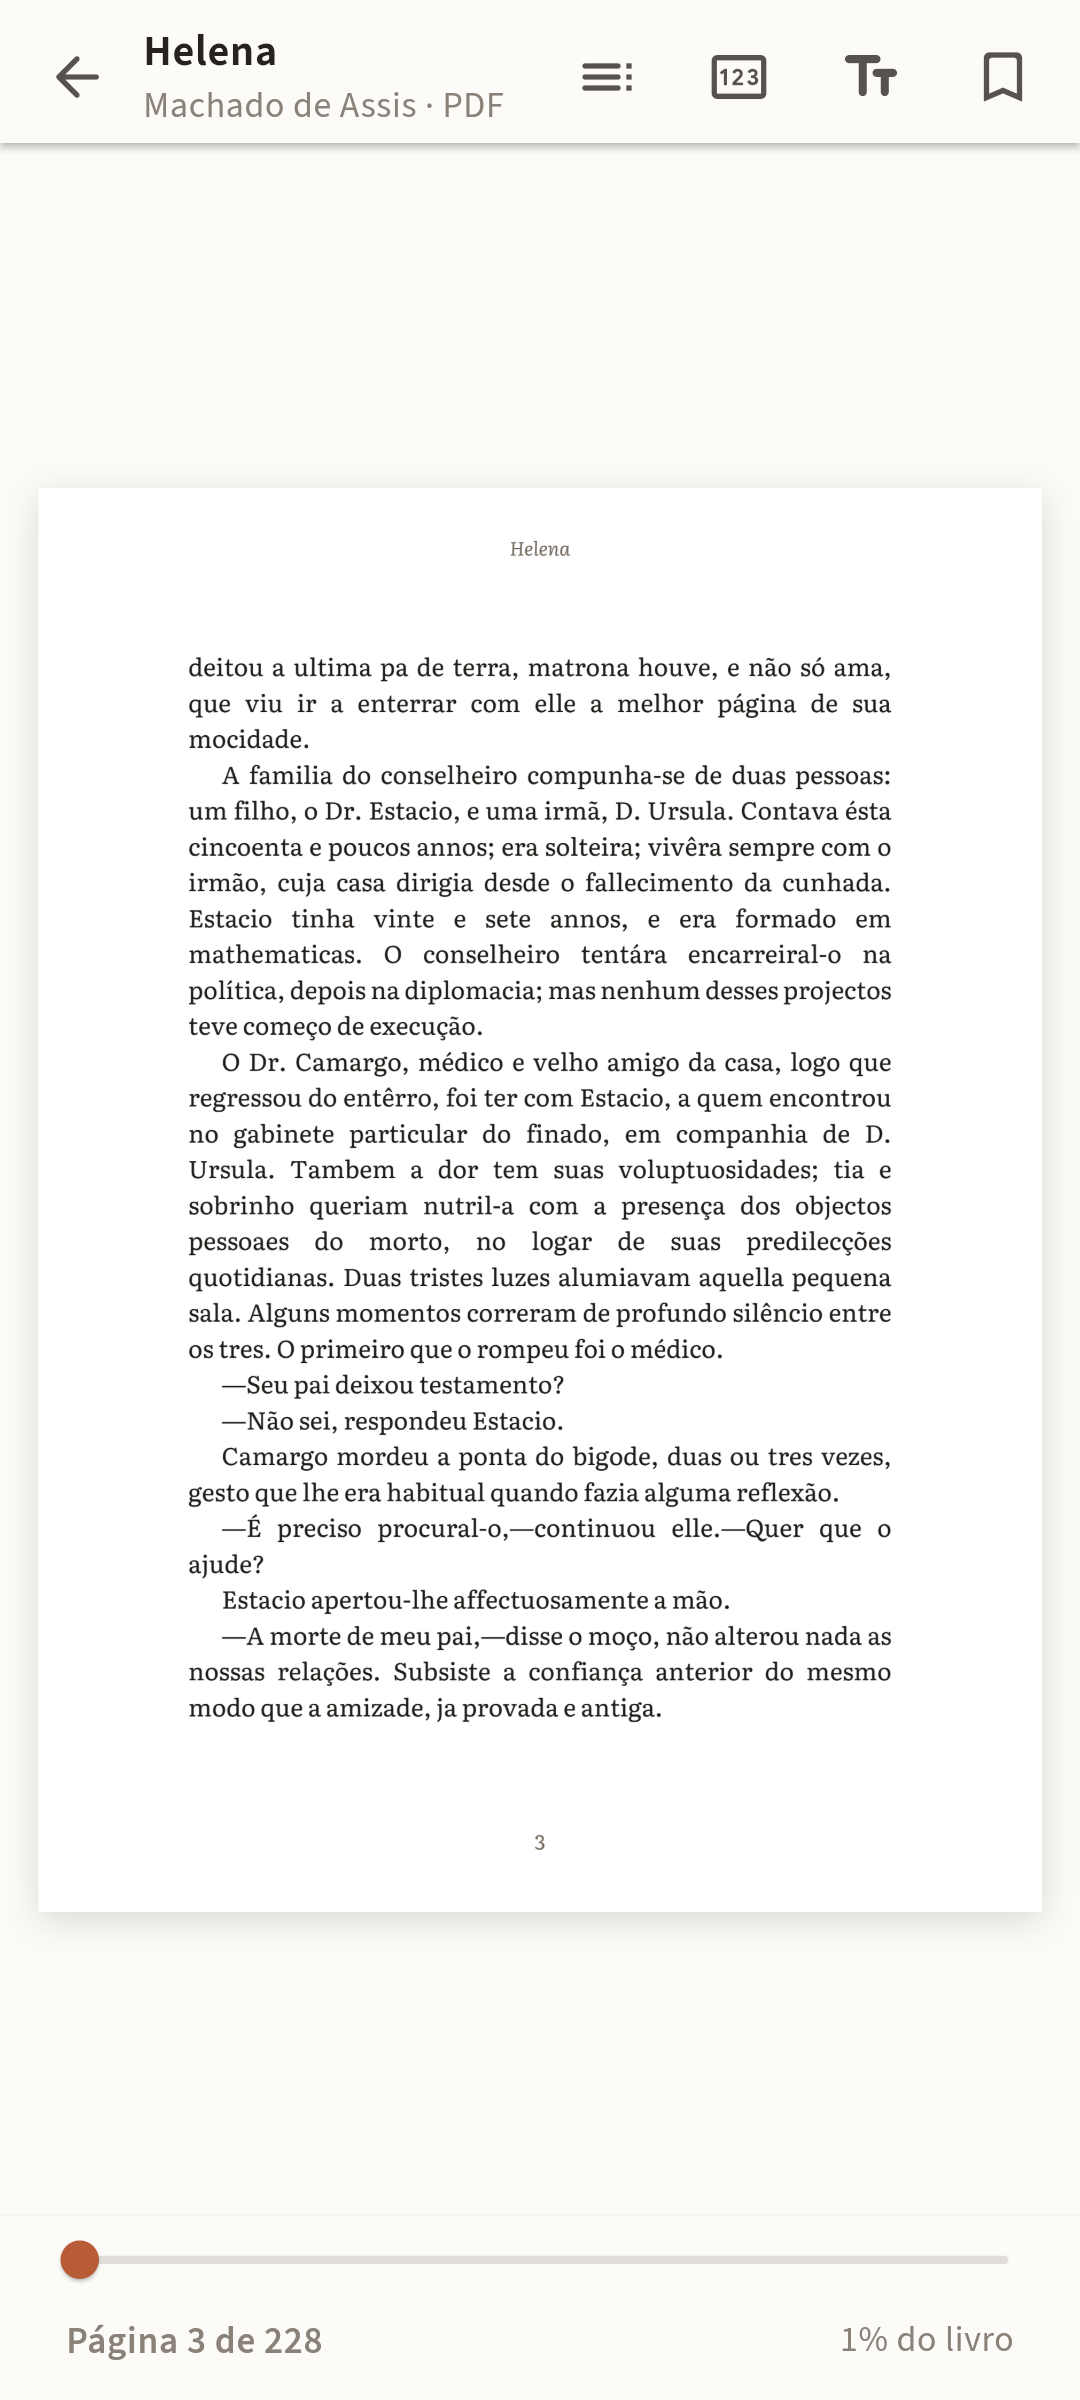 Helena
Machado de Assis · PDF
123
Helena
deitou a ultima pa de terra, matrona houve, e não só ama,
que viu ir a enterrar com elle a melhor página de sua
mocidade.
A familia do conselheiro compunha-se de duas pessoas:
um filho, o Dr. Estacio, e uma irmã, D. Ursula. Contava ésta
cincoenta e poucos annos; era solteira; vivêra sempre com o
irmão, cuja casa dirigia desde o fallecimento da cunhada.
Estacio tinha vinte e sete annos, e era formado em
mathematicas. O conselheiro tentára encarreiral-o na
política, depois na diplomacia; mas nenhum desses projectos
teve começo de execução.
O Dr. Camargo, médico e velho amigo da casa, logo que
regressou do entêrro, foi ter com Estacio, a quem encontrou
no gabinete particular do finado, em companhia de D.
Ursula. Tambem a dor tem suas voluptuosidades; tia e
sobrinho queriam nutril-a com a presença dos objectos
pessoaes do morto, no logar de suas predilecções
quotidianas. Duas tristes luzes alumiavam aquella pequena
sala. Alguns momentos correram de profundo silêncio entre
os tres. O primeiro que o rompeu foi o médico.
—Seu pai deixou testamento?
—Não sei, respondeu Estacio.
Camargo mordeu a ponta do bigode, duas ou tres vezes,
gesto que lhe era habitual quando fazia alguma reflexão.
—É preciso procural-o,—continuou elle.—Quer que o
ajude?
Estacio apertou-lhe affectuosamente a mão.
—A morte de meu pai,—disse o moço, não alterou nada as
nossas relações. Subsiste a confiança anterior do mesmo
modo que a amizade, ja provada e antiga.
3
Página 3 de 228
1% do livro